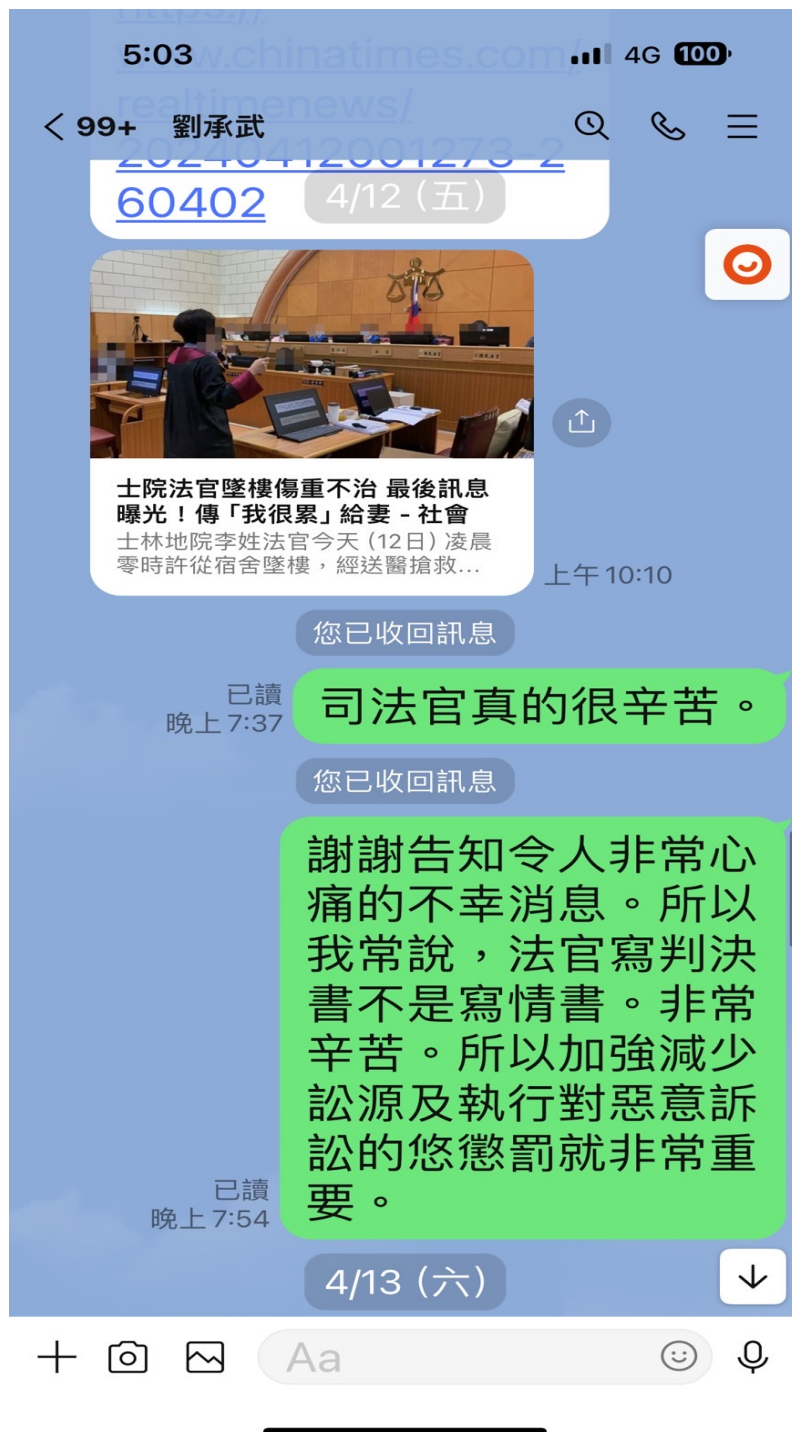 https://
5:03
www.chinatimes.com/
4G 100
realtimenews/
99+ 劉承武
20240412001273-2
60402
4/12（五）
士院法官墜樓傷重不治 最後訊息
曝光！傳「我很累」給妻 - 社會
士林地院李姓法官今天 (12日) 凌晨
零時許從宿舍墜樓，經送醫搶救...
上午 10:10
您已收回訊息
已讀
晚上 7:37
司法官真的很辛苦。
您已收回訊息
謝謝告知令人非常心
痛的不幸消息。所以
我常說，法官寫判決
書不是寫情書。非常
辛苦。所以加強減少
訟源及執行對惡意訴
訟的悠懲罰就非常重
要。
已讀
晚上 7:54
4/13（六）
Aa